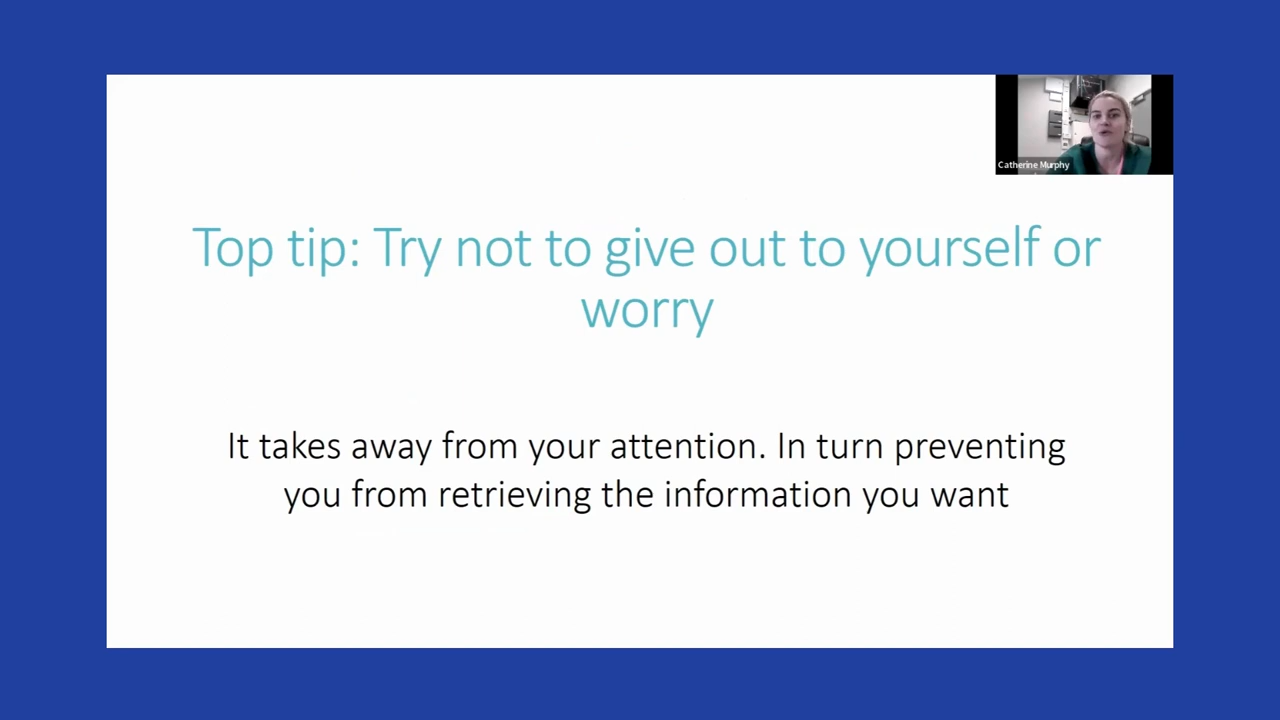 Catherine Murphy
Top tip: Try not to give out to yourself or
worry
It takes away from your attention. In turn preventing
you from retrieving the information you want